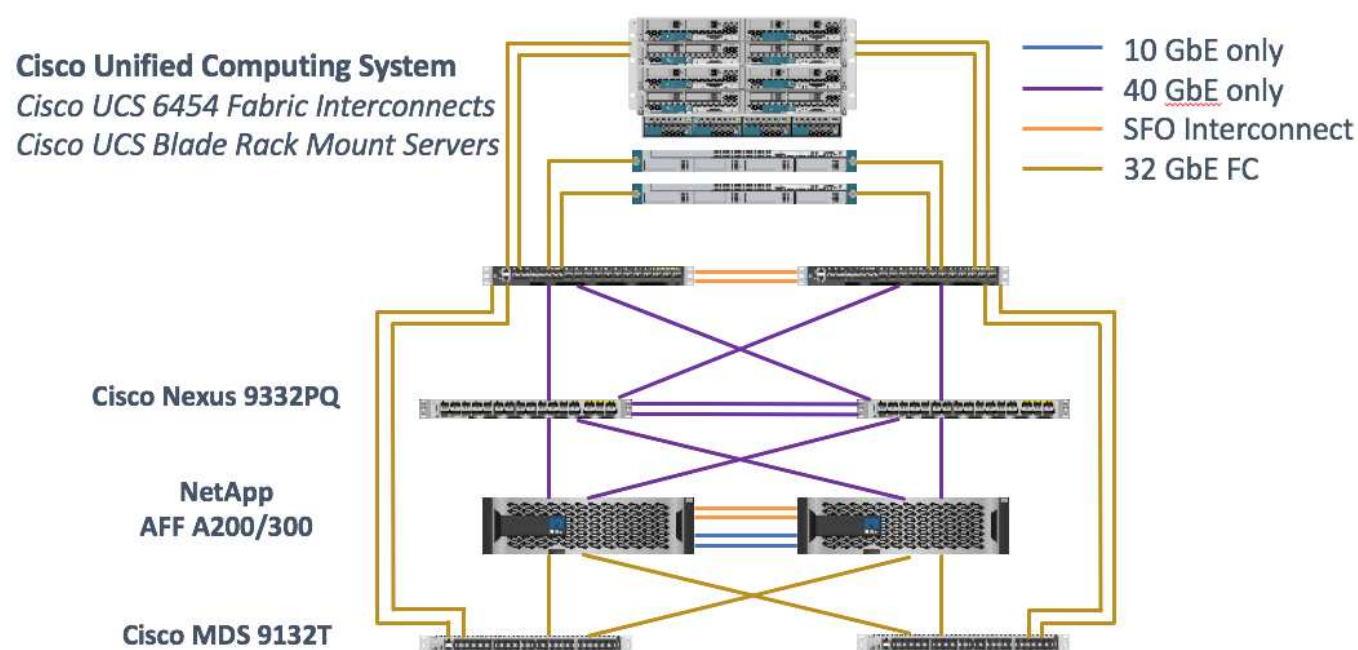 Cisco Unified Computing System
Cisco UCS 6454 Fabric Interconnects
Cisco UCS Blade Rack Mount Servers
10 GbE only
40 GbE only
SFO Interconnect
32 GbE FC
Cisco Nexus 9332PQ
NetApp
AFF A200/300
Cisco MDS 9132T